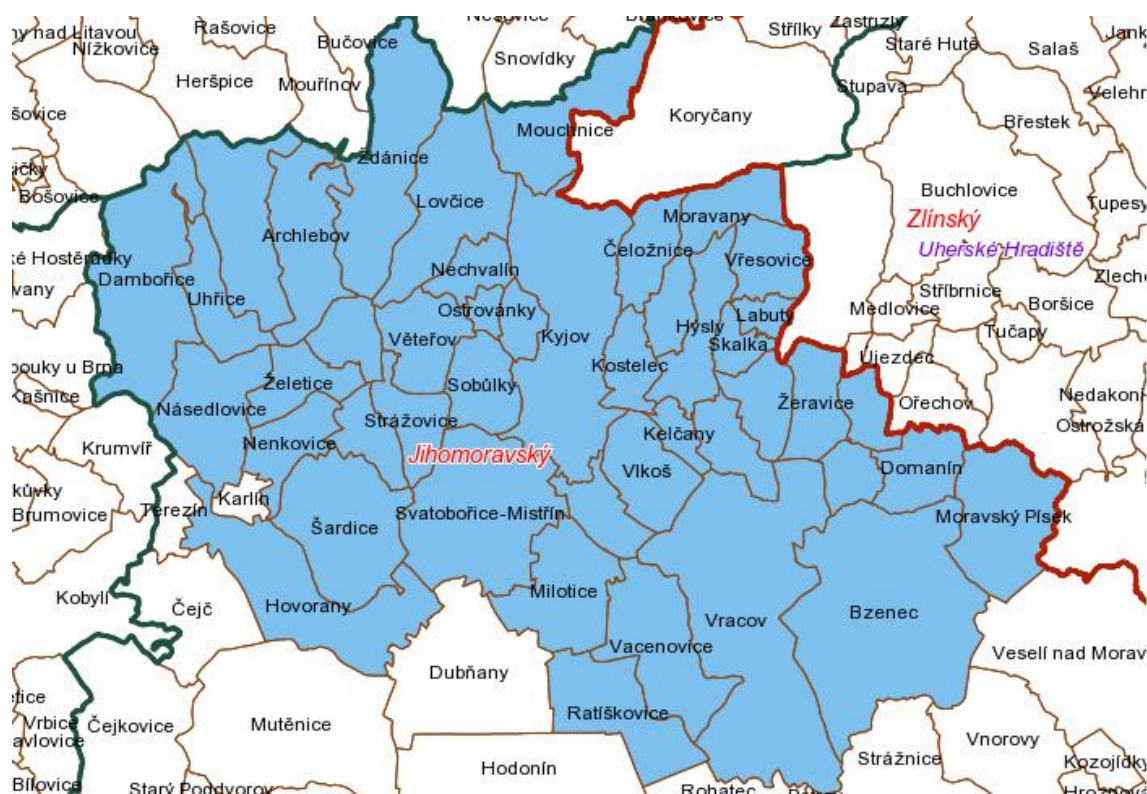 Rašovice
Nížkovice
Bučovice
Snovídky
Střílky
Staré Hutě
Salaš
Heršpice
Mouřínov
Stupava
Koryčany
Břestek
Mouchnice
Ždánice
Bošovice
Lovčice
Buchlovice
Archlebov
Moravany
Zlínský
Čeložnice
Uherské Hradiště
Dambořice
Nechvalín
Vřesovice
Stříbrnice
Uhřice
Ostrovánky
Labuty
Medlovice
Boršice
Věteřov
Kyjov
Hýsly
Skalka
Tučapy
Újezdec
Kostelec
Želetice
Sobůlky
Násedlovice
Žeravice
Ořechov
Strážovice
Nenkovice
Kelčany
Krumvíř
Jihomoravský
Vlkoš
Domanín
Karlín
Terezín
Brumovice
Šardice
Svatobořice-Mistřín
Moravský Písek
Kobylí
Čejč
Hovorany
Milotice
Vracov
Bzenec
Vacenovice
Veselí nad Morav
Dubňany
Ratíškovice
Vrbice
Čejkovice
Mutěnice
Vnorovy
Strážnice
Hodonín
Kozojídky
Bílovice
Starý Poddvorov
Rohatec